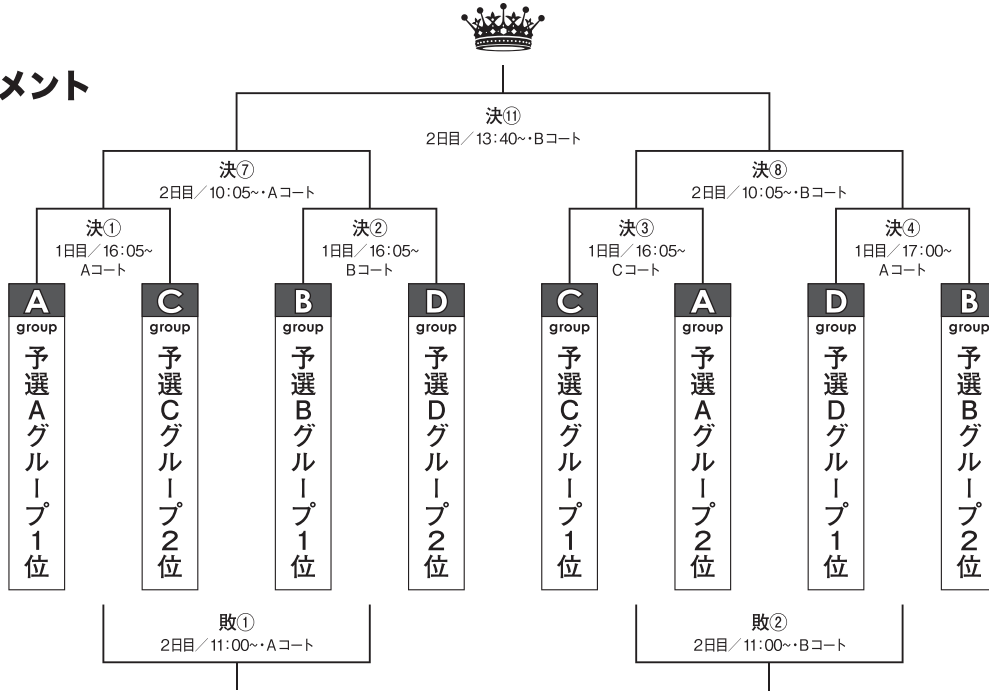 メント
決⑪
2日目／13:40~・Bコート
決⑦
2日目／10:05~・Aコート
決⑧
2日目／10:05~・Bコート
決①
1日目／16:05~
Aコート
決②
1日目／16:05~
Bコート
決③
1日目／16:05~
Cコート
決④
1日目／17:00~
Aコート
A
group
予選Aグループ1位
C
group
予選Cグループ2位
B
group
予選Bグループ1位
D
group
予選Dグループ2位
C
group
予選Cグループ1位
A
group
予選Aグループ2位
D
group
予選Dグループ1位
B
group
予選Bグループ2位
敗①
2日目／11:00~・Aコート
敗②
2日目／11:00~・Bコート